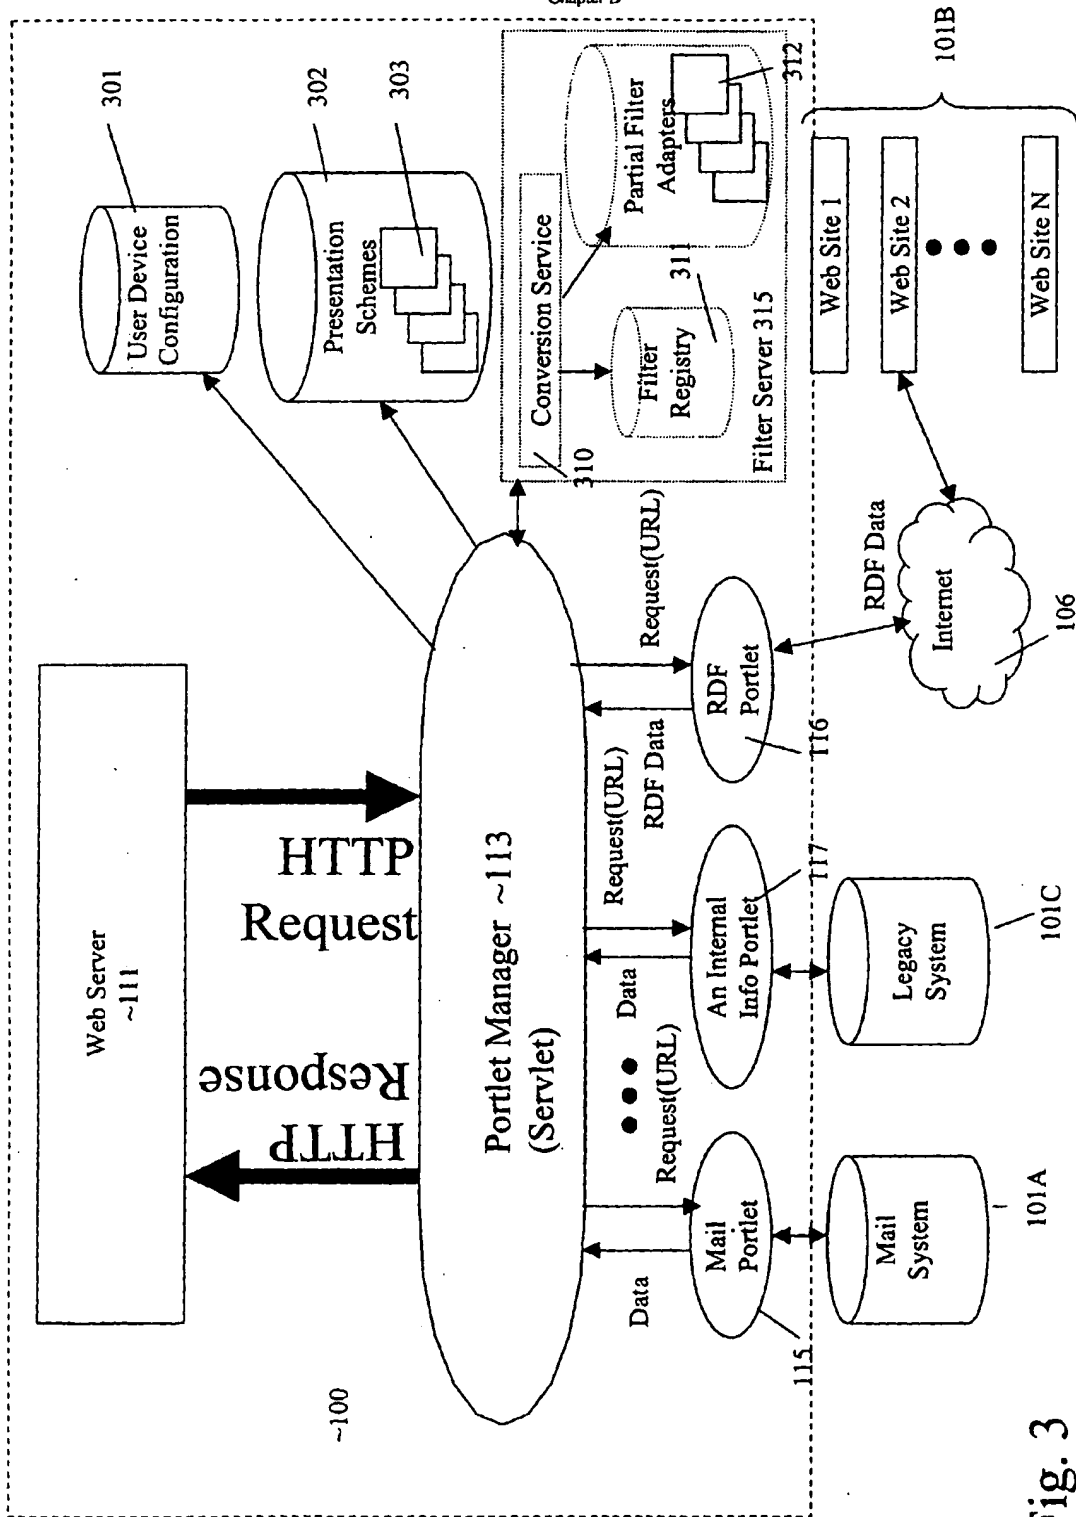 Chapter B
Web Server
~111
HTTP
Response
HTTP
Request
~100
Portlet Manager ~113
(Servlet)
301
User Device
Configuration
302
303
Presentation
Schemes
Conversion Service
310
Filter
Registry
311
Partial Filter
Adapters
312
Filter Server 315
Data
Request(URL)
Data
Request(URL)
RDF Data
Request(URL)
Mail
Portlet
115
An Internal
Info Portlet
117
RDF
Portlet
116
Mail
System
101A
Legacy
System
101C
RDF Data
Internet
106
Web Site 1
Web Site 2
Web Site N
101B
Fig. 3